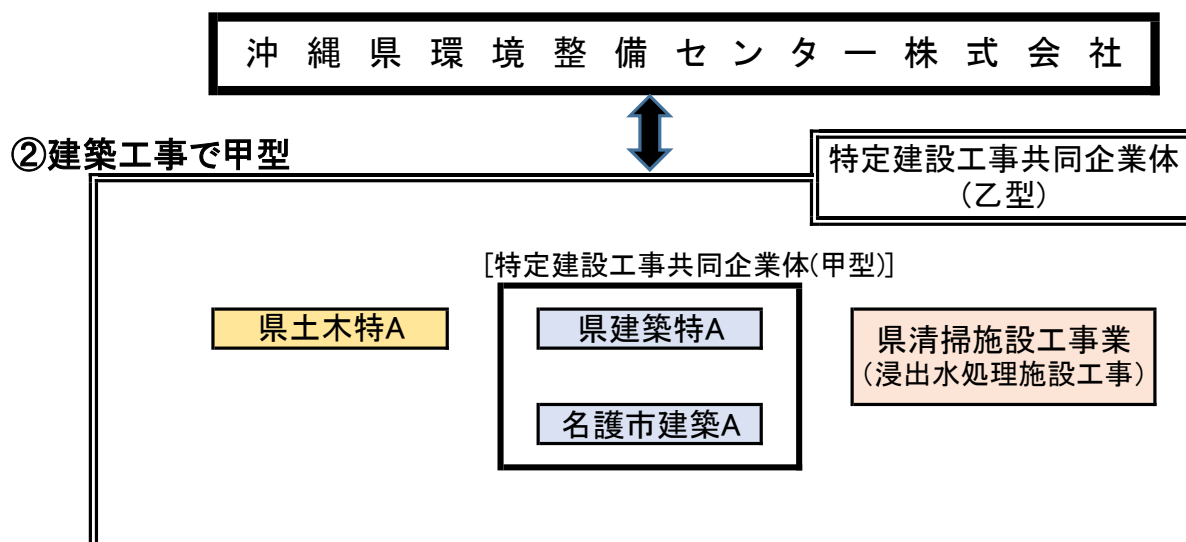 沖縄県環境整備センター株式会社
②建築工事で甲型
特定建設工事共同企業体
(乙型)
[特定建設工事共同企業体(甲型)]
県土木特A
県建築特A
県清掃施設工事業
(浸出水処理施設工事)
名護市建築A